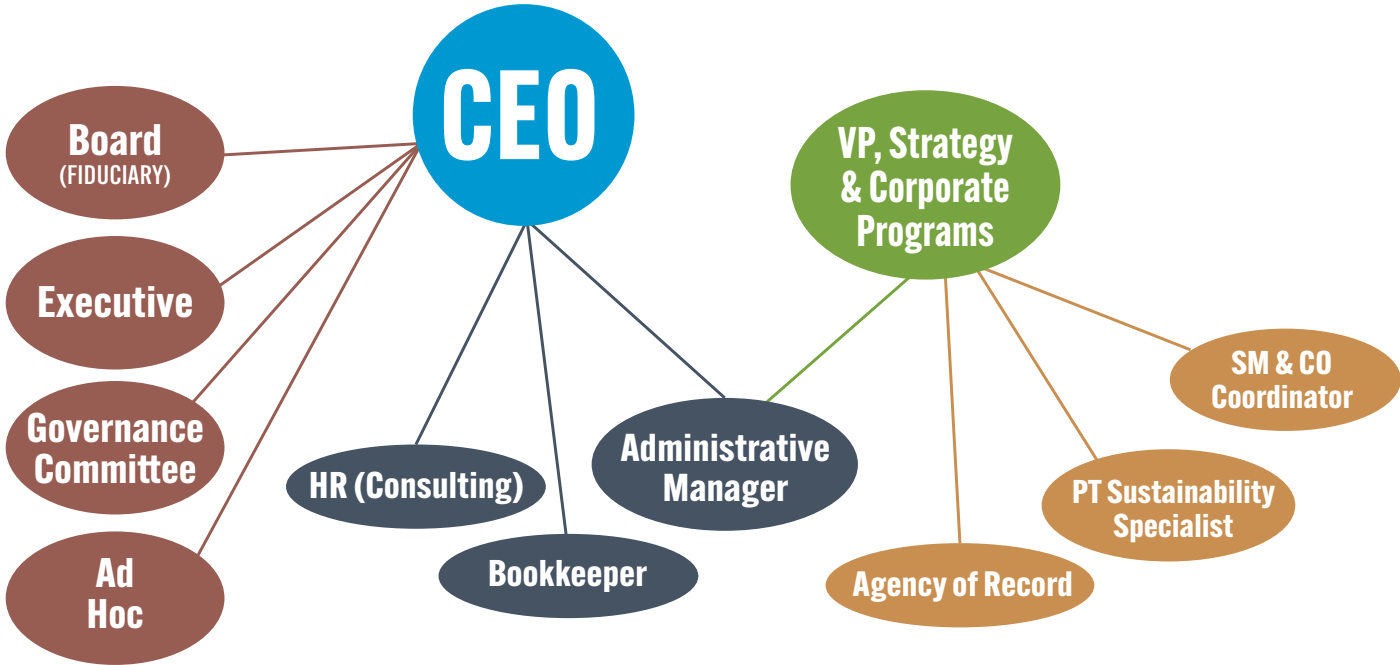 CEO
Board
(FIDUCIARY)
Executive
Governance
Committee
Ad
Hoc
HR (Consulting)
Bookkeeper
Administrative
Manager
VP, Strategy
& Corporate
Programs
Agency of Record
PT Sustainability
Specialist
SM & CO
Coordinator